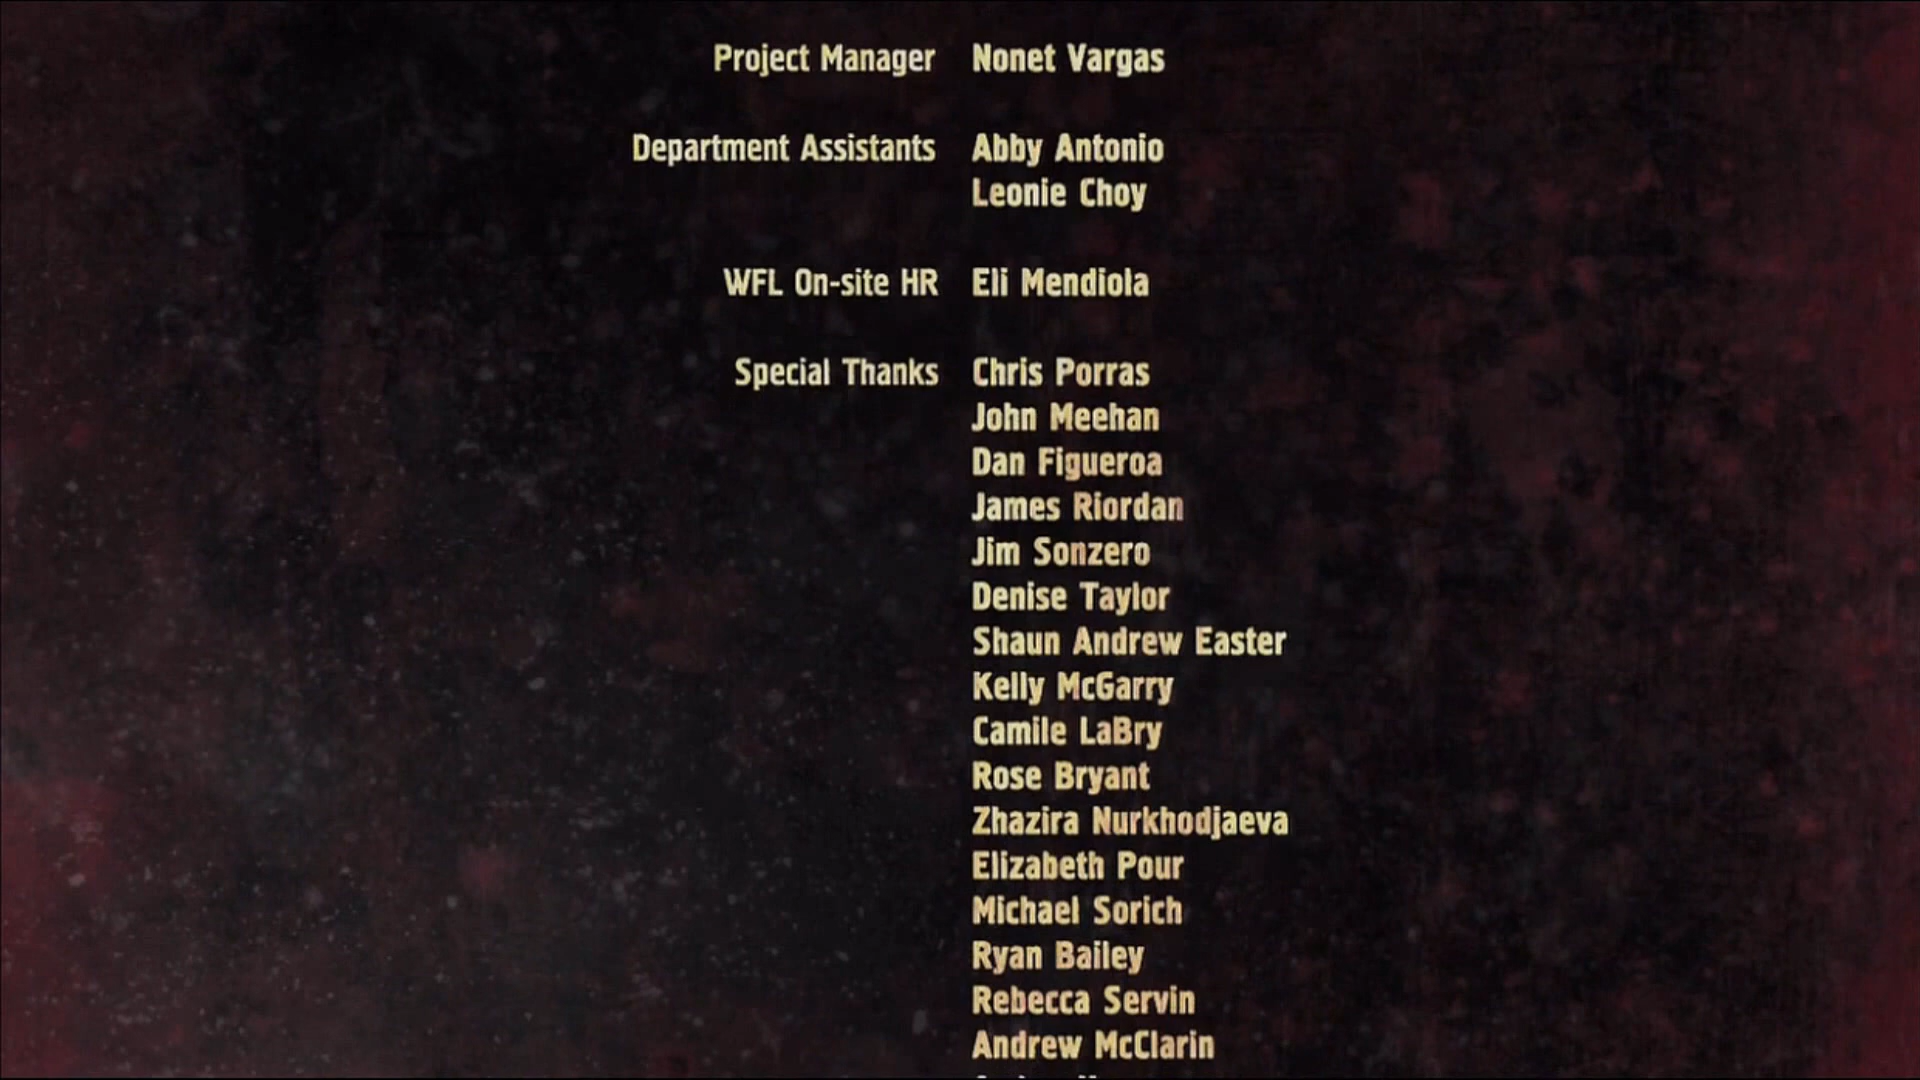 Project Manager Nonet Vargas
Department Assistants Abby Antonio
Leonie Choy
WFL On-site HR Eli Mendiola
Special Thanks Chris Porras
John Meehan
Dan Figueroa
James Riordan
Jim Sonzero
Denise Taylor
Shaun Andrew Easter
Kelly McGarry
Camile LaBry
Rose Bryant
Zhazira Nurkhodjaeva
Elizabeth Pour
Michael Sorich
Ryan Bailey
Rebecca Servin
Andrew McClarin